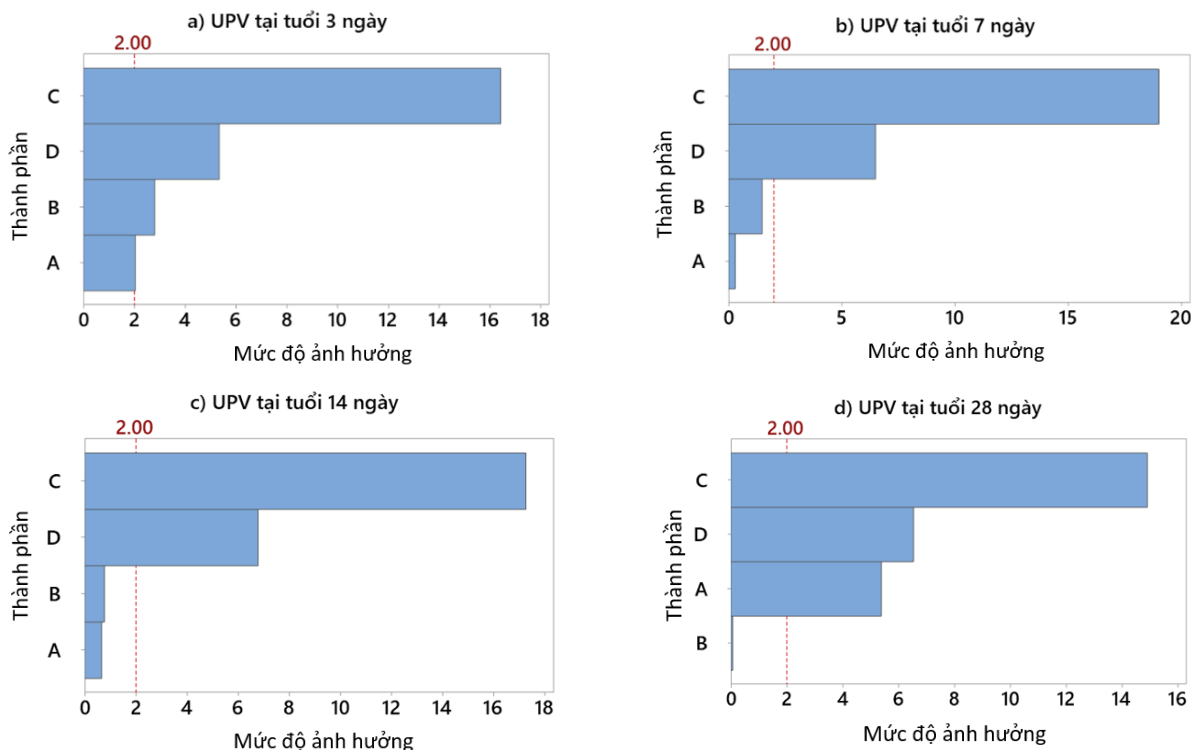 a) UPV tại tuổi 3 ngày
2.00
Thành phần
C
D
B
A
0 2 4 6 8 10 12 14 16 18
Mức độ ảnh hưởng
b) UPV tại tuổi 7 ngày
2.00
Thành phần
C
D
B
A
0 5 10 15 20
Mức độ ảnh hưởng
c) UPV tại tuổi 14 ngày
2.00
Thành phần
C
D
B
A
0 2 4 6 8 10 12 14 16 18
Mức độ ảnh hưởng
d) UPV tại tuổi 28 ngày
2.00
Thành phần
C
D
A
B
0 2 4 6 8 10 12 14 16
Mức độ ảnh hưởng